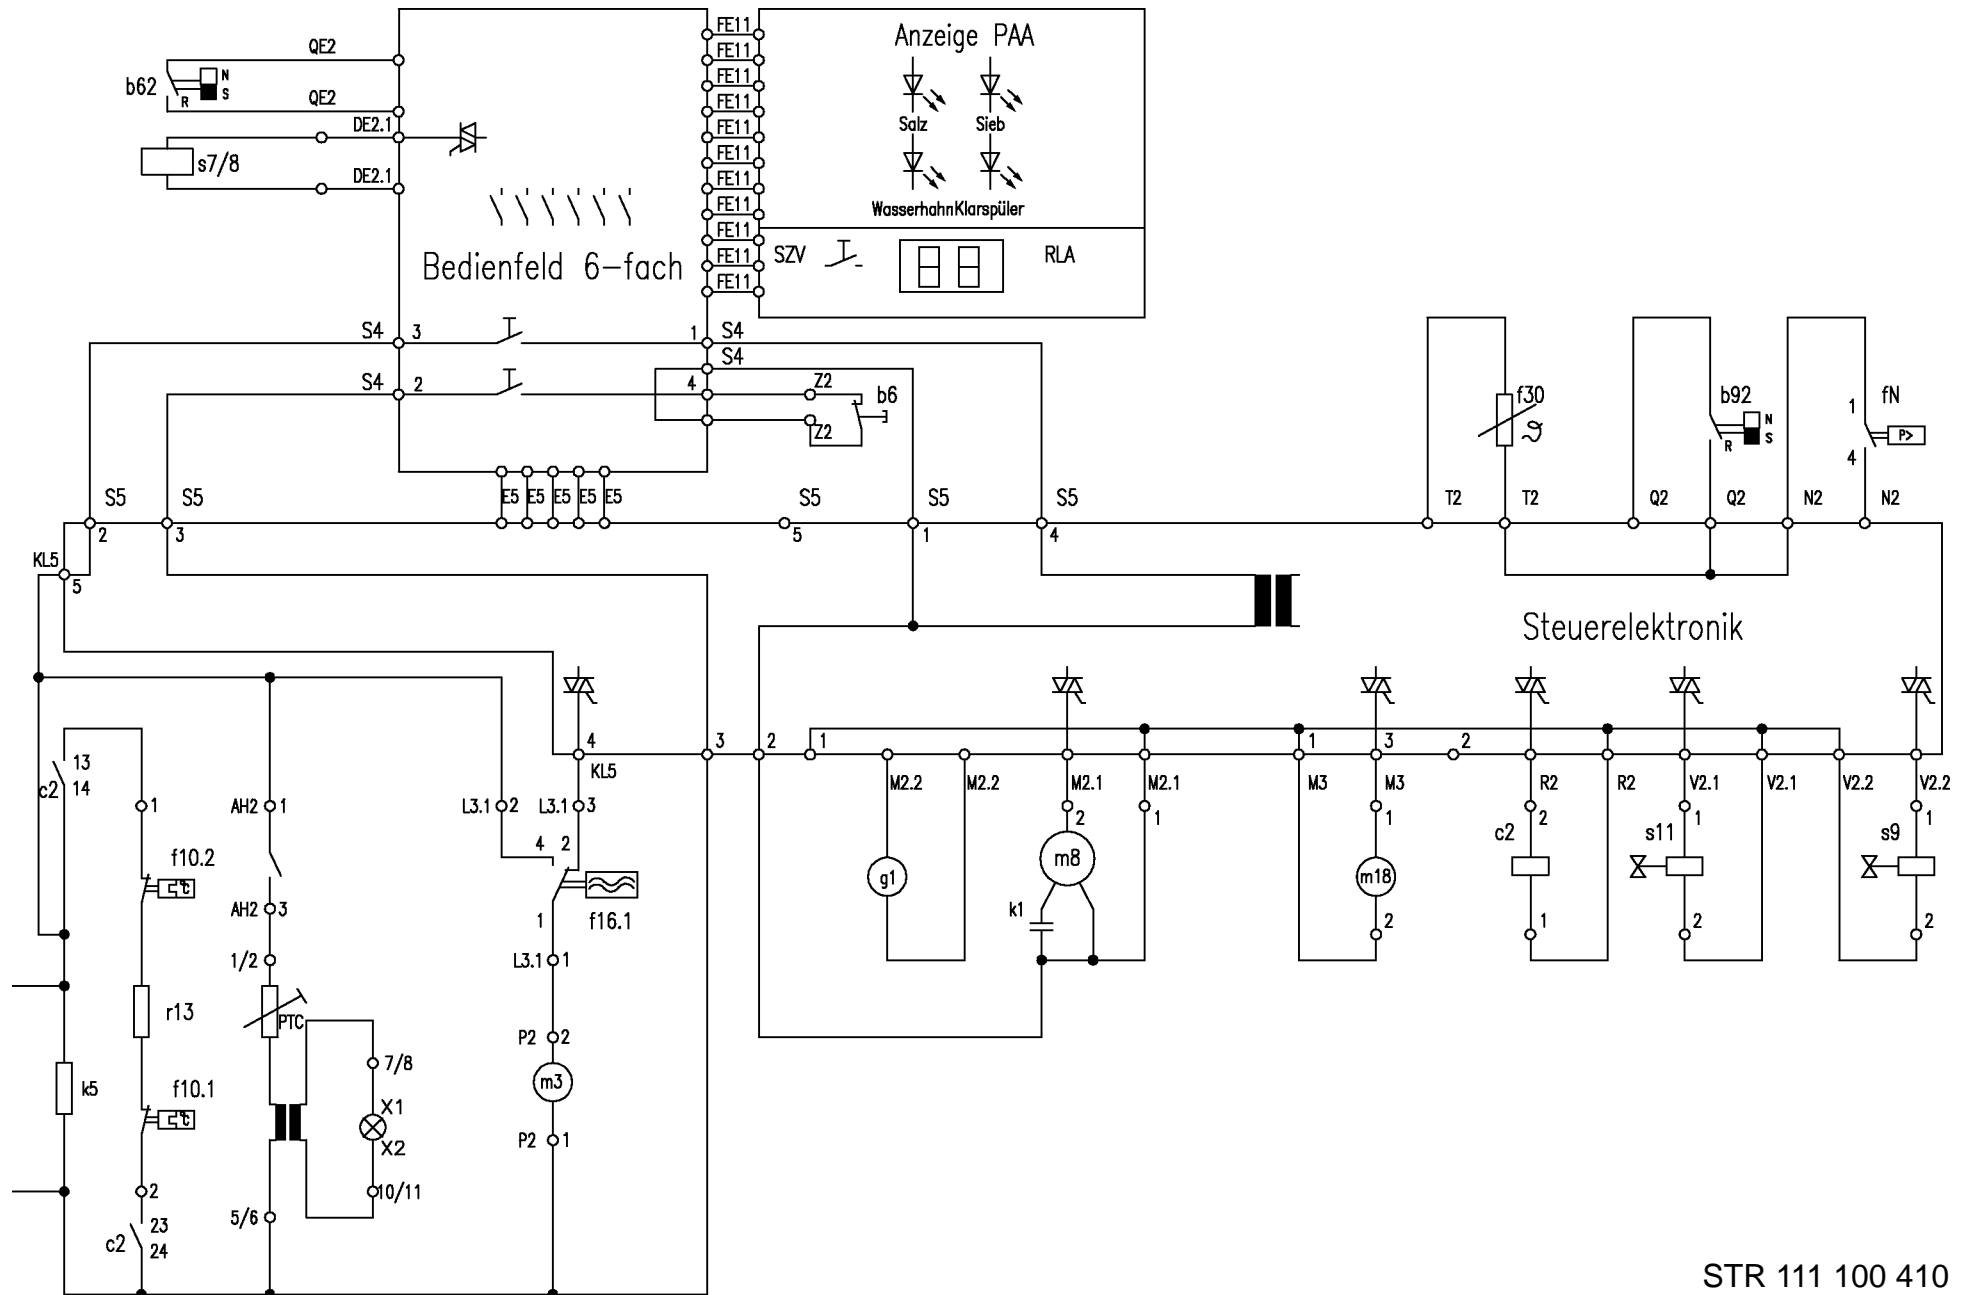 FE11
Anzeige PAA
QE2
FE11
b62
N
S
R
FE11
QE2
FE11
DE2.1
FE11
Salz
Sieb
s7/8
FE11
DE2.1
FE11
FE11
Wasserhahn
Klarspüler
FE11
Bedienfeld 6-fach
FE11
SZV
RLA
FE11
S4
3
1
S4
S4
S4
2
4
Z2
b6
Z2
f30
ϑ
b92
N
S
R
1
fN
P>
4
S5
S5
E5
E5
E5
E5
E5
S5
S5
S5
T2
T2
Q2
Q2
N2
N2
2
3
5
1
4
KL5
5
Steuerelektronik
4
KL5
3
2
1
1
3
2
13
c2
14
M2.2
M2.2
M2.1
M2.1
M3
M3
R2
R2
V2.1
V2.1
V2.2
V2.2
1
AH2
1
L3.1
2
L3.1
3
2
1
1
2
1
1
4
2
m8
c2
s11
s9
f10.2
°C
g1
m18
AH2
3
1
f16.1
k1
2
1
2
2
1/2
L3.1
1
r13
PTC
P2
2
7/8
k5
f10.1
m3
°C
X1
X2
P2
1
2
10/11
5/6
23
c2
24
STR 111 100 410